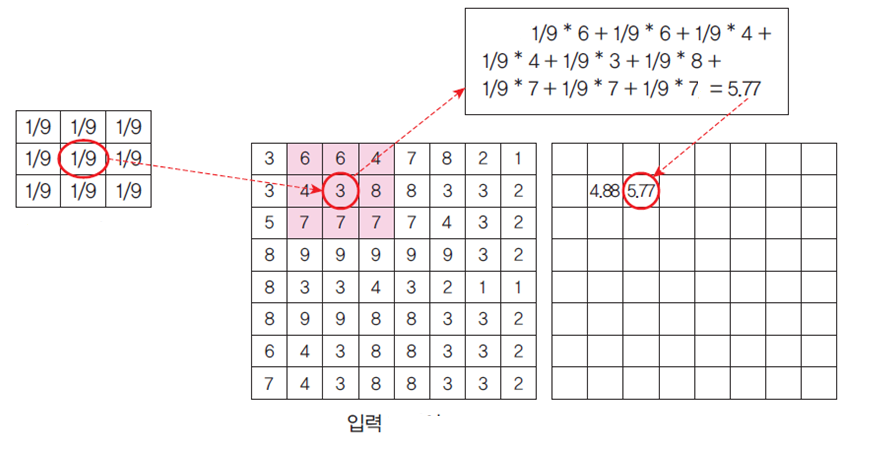 1/9 * 6 + 1/9 * 6 + 1/9 * 4 +
1/9 * 4 + 1/9 * 3 + 1/9 * 8 +
1/9 * 7 + 1/9 * 7 + 1/9 * 7 = 5.77
1/9 1/9 1/9
1/9 1/9 1/9
1/9 1/9 1/9
3 6 6 4 7 8 2 1
3 4 3 8 8 3 3 2
5 7 7 7 7 4 3 2
8 9 9 9 9 9 3 2
8 3 3 4 3 2 1 1
8 9 9 8 8 3 3 2
6 4 3 8 8 3 3 2
7 4 3 8 8 3 3 2
4.88 5.77
입력